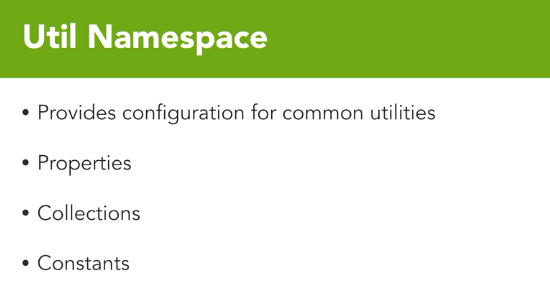 Util Namespace
• Provides configuration for common utilities
• Properties
• Collections
• Constants